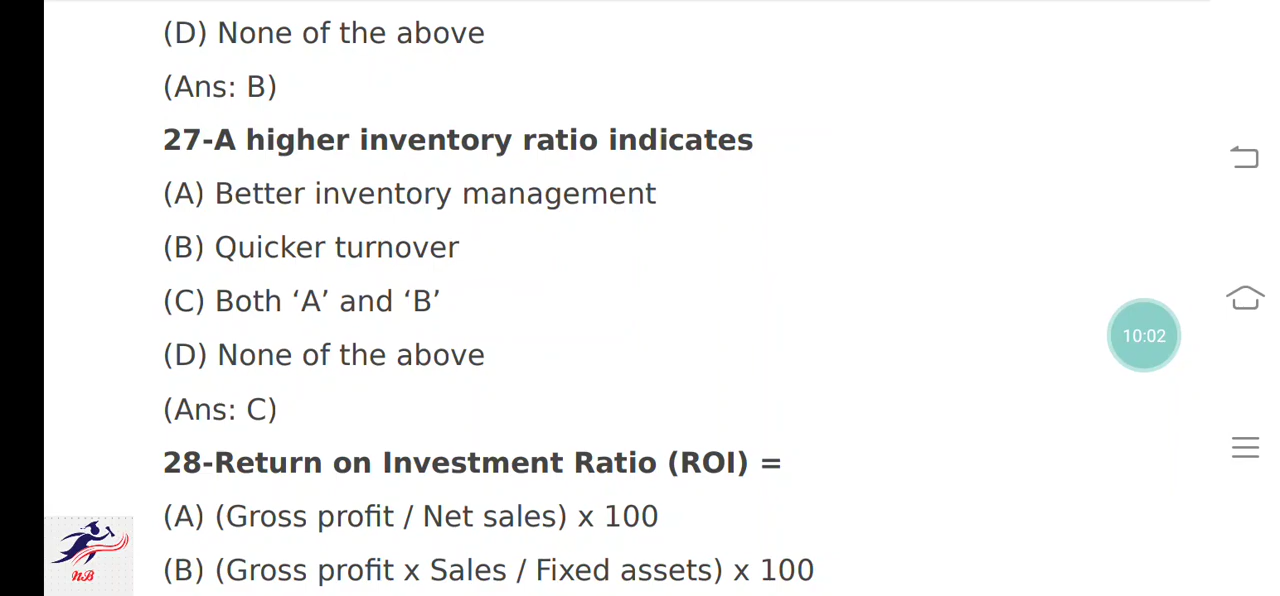 (D) None of the above
(Ans: B)
27-A higher inventory ratio indicates
(A) Better inventory management
(B) Quicker turnover
(C) Both ‘A’ and ‘B’
(D) None of the above
(Ans: C)
10:02
28-Return on Investment Ratio (ROI) =
(A) (Gross profit / Net sales) x 100
(B) (Gross profit x Sales / Fixed assets) x 100
NB